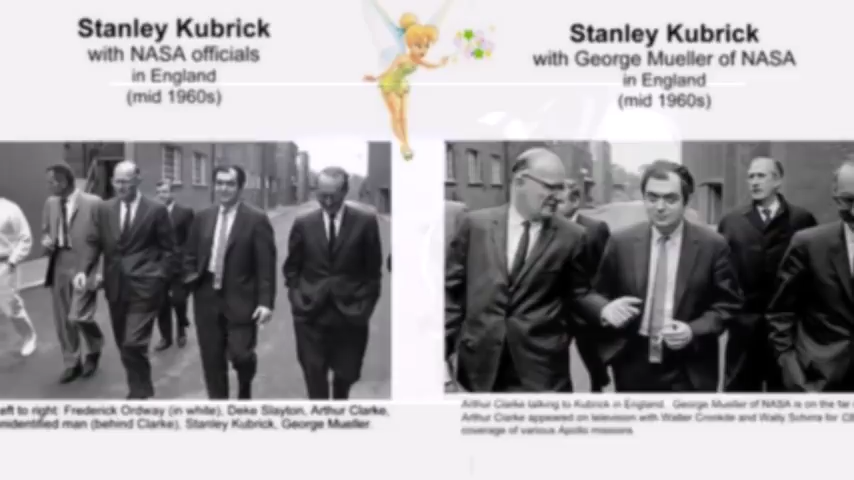 Stanley Kubrick
with NASA officials
in England
(mid 1960s)
eft to right: Frederick Ordway (in white), Deke Slayton, Arthur Clarke,
nidentified man (behind Clarke), Stanley Kubrick, George Mueller.
Stanley Kubrick
with George Mueller of NASA
in England
(mid 1960s)
Arthur Clarke talking to Kubrick in England. George Mueller of NASA is on the far
Arthur Clarke appeared on television with Walter Cronkite and Wally Schirra for CB
coverage of various Apollo missions.